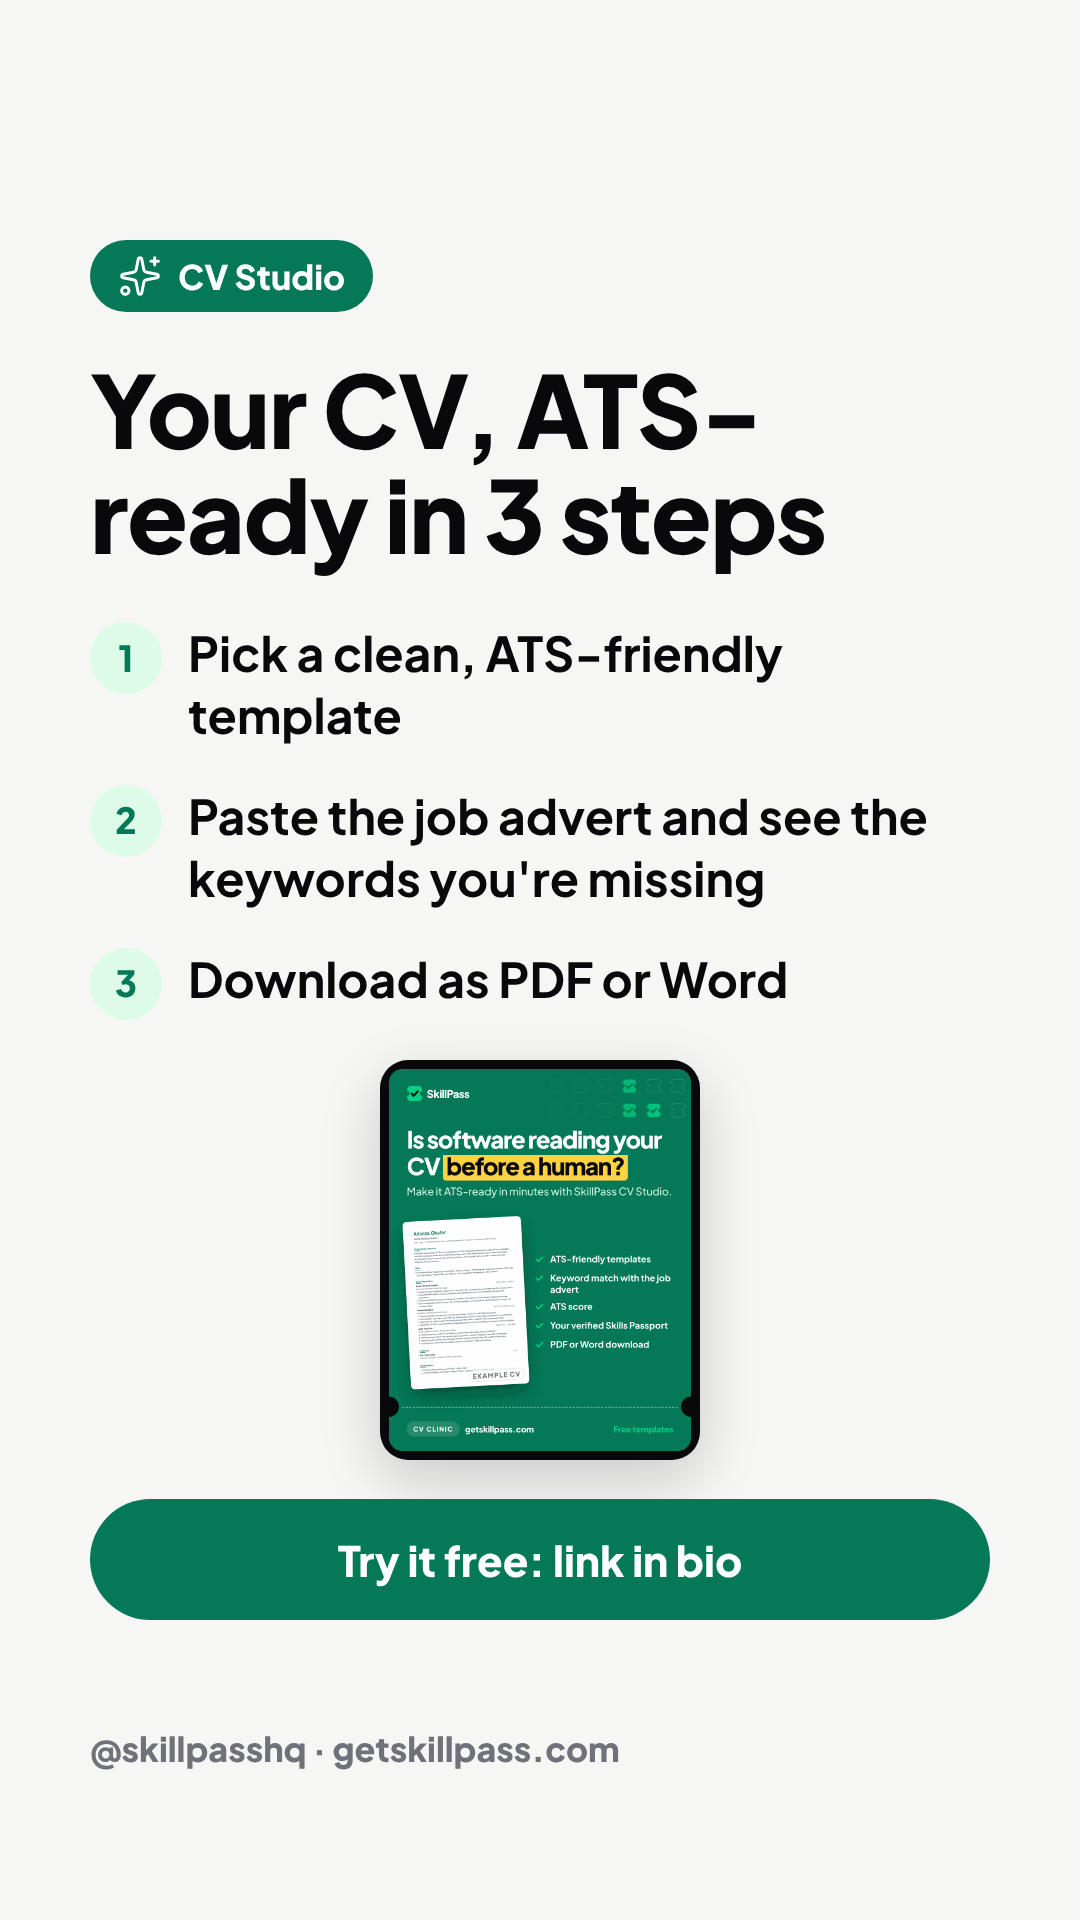 CV Studio
Your CV, ATS-
ready in 3 steps
1
Pick a clean, ATS-friendly
template
2
Paste the job advert and see the
keywords you're missing
3
Download as PDF or Word
SkillPass
Is software reading your
CV before a human?
Make it ATS-ready in minutes with SkillPass CV Studio.
ATS-friendly templates
Keyword match with the job
advert
ATS score
Your verified Skills Passport
PDF or Word download
EXAMPLE CV
CV CLINIC getskillpass.com
Free templates
Try it free: link in bio
@skillpasshq · getskillpass.com